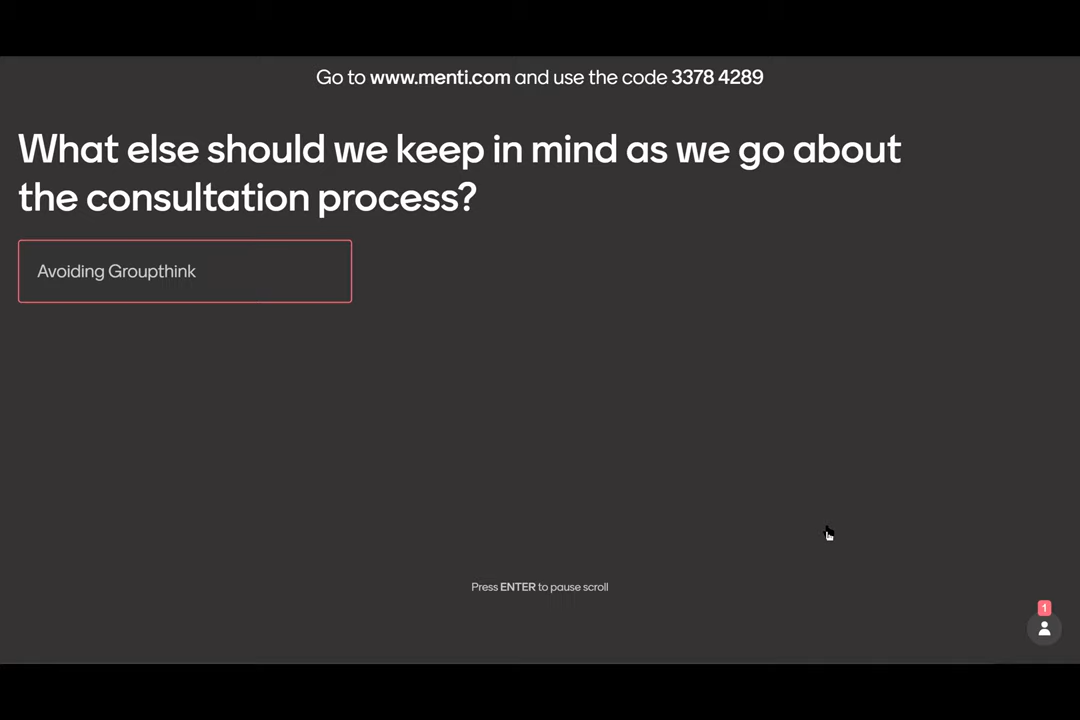 Go to www.menti.com and use the code 3378 4289
What else should we keep in mind as we go about
the consultation process?
Avoiding Groupthink
Press ENTER to pause scroll
1